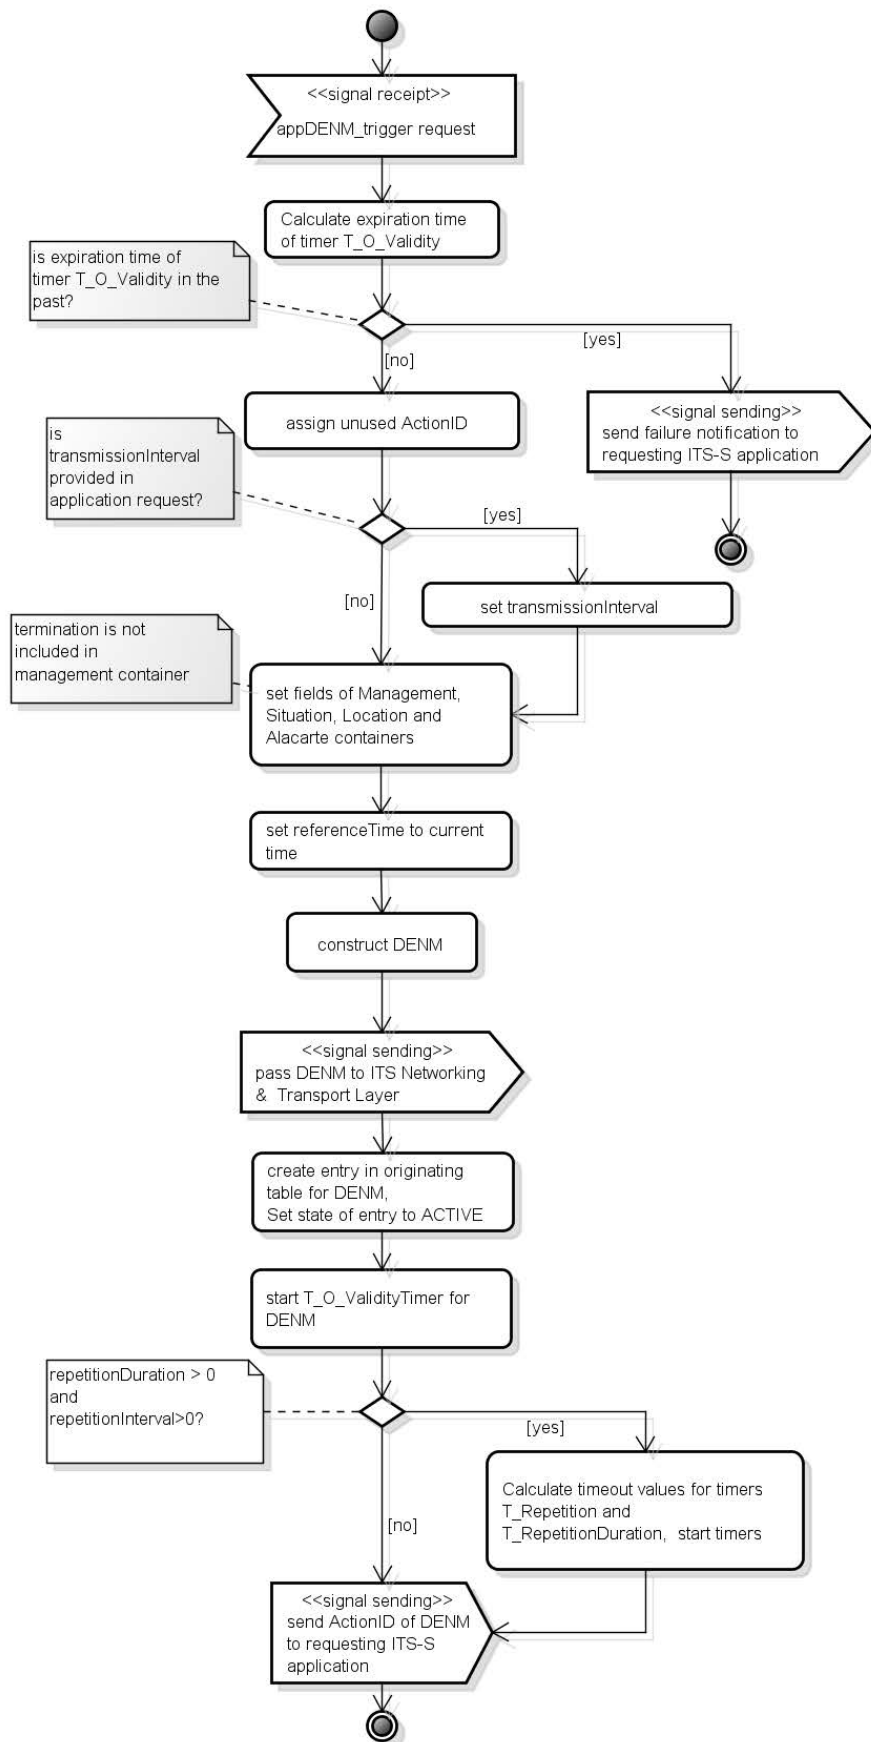 <<signal receipt>>
appDENM_trigger request
Calculate expiration time
of timer T_O_Validity
is expiration time of
timer T_O_Validity in the
past?
[yes]
[no]
<<signal sending>>
send failure notification to
requesting ITS-S application
assign unused ActionID
is
transmissionInterval
provided in
application request?
[yes]
[no]
set transmissionInterval
termination is not
included in
management container
set fields of Management,
Situation, Location and
Alacarte containers
set referenceTime to current
time
construct DENM
<<signal sending>>
pass DENM to ITS Networking
& Transport Layer
create entry in originating
table for DENM,
Set state of entry to ACTIVE
start T_O_ValidityTimer for
DENM
repetitionDuration > 0
and
repetitionInterval>0?
[yes]
[no]
Calculate timeout values for timers
T_Repetition and
T_RepetitionDuration, start timers
<<signal sending>>
send ActionID of DENM
to requesting ITS-S
application